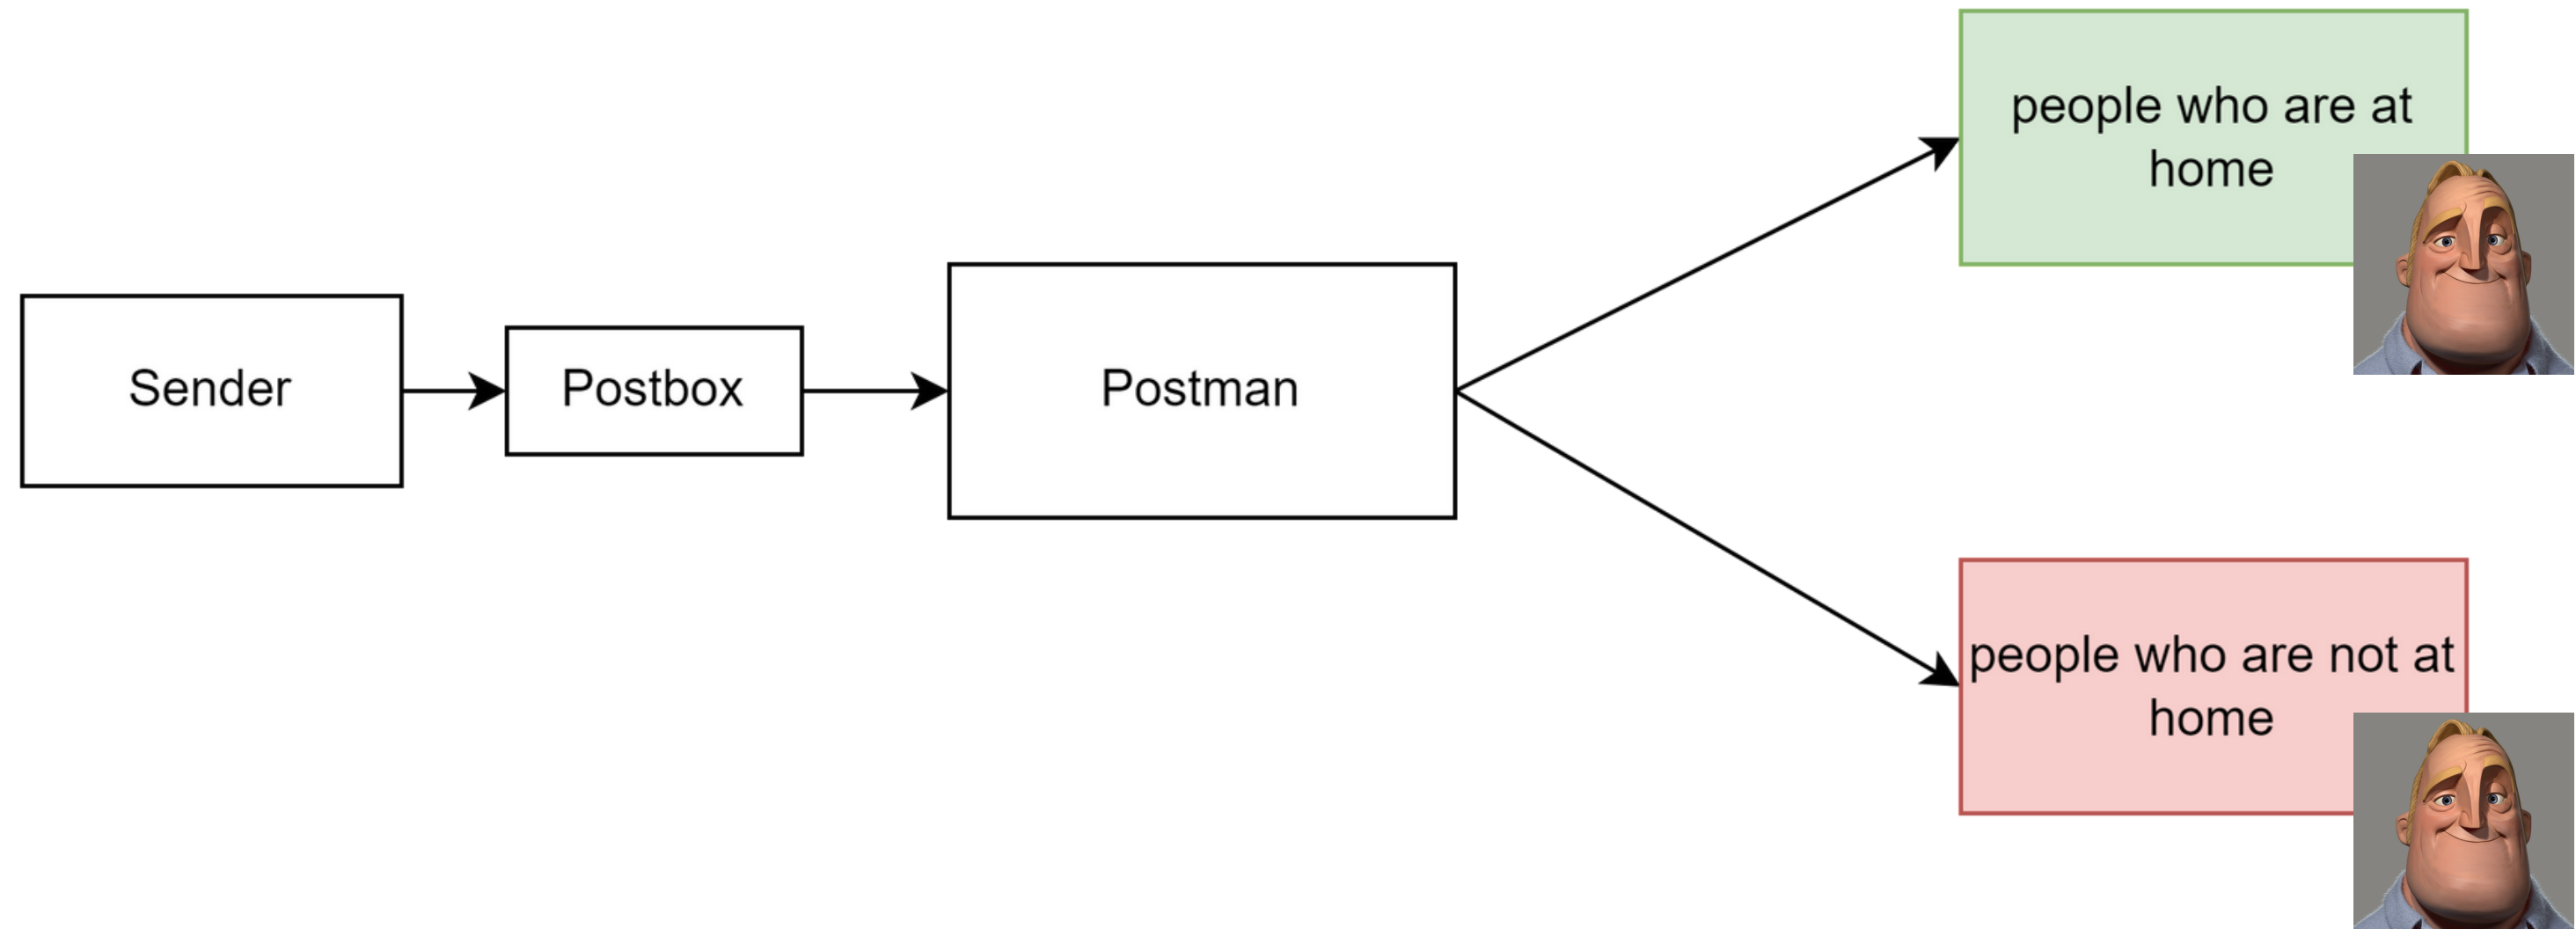 Sender
Postbox
Postman
people who are at
home
people who are not at
home